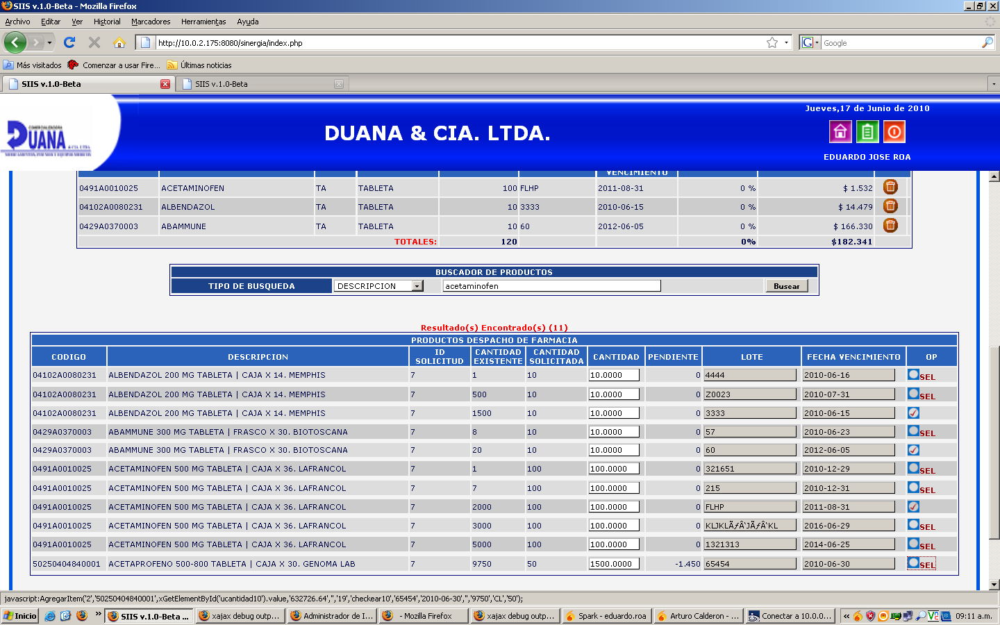 SIIS v.1.0-Beta - Mozilla Firefox
Archivo Editar Ver Historial Marcadores Herramientas Ayuda
http://10.0.2.175:8080/sinergia/index.php
Google
Más visitados Comenzar a usar Fire... Últimas noticias
SIIS v.1.0-Beta SIIS v.1.0-Beta
Jueves,17 de Junio de 2010
COMERCIALIZADORA
DUANA & CIA. LTDA.
DUANA & CIA. LTDA.
EDUARDO JOSE ROA
VENCIMIENTO
0491A0010025 ACETAMINOFEN TA TABLETA 100 FLHP 2011-08-31 0 % $ 1.532
04102A0080231 ALBENDAZOL TA TABLETA 10 3333 2010-06-15 0 % $ 14.479
0429A0370003 ABAMMUNE TA TABLETA 10 60 2012-06-05 0 % $ 166.330
TOTALES: 120 0% $182.341
BUSCADOR DE PRODUCTOS
TIPO DE BUSQUEDA DESCRIPCION acetaminofen Buscar
Resultado(s) Encontrado(s) (11)
PRODUCTOS DESPACHO DE FARMACIA
CODIGO DESCRIPCION ID SOLICITUD CANTIDAD EXISTENTE CANTIDAD SOLICITADA CANTIDAD PENDIENTE LOTE FECHA VENCIMIENTO OP
04102A0080231 ALBENDAZOL 200 MG TABLETA | CAJA X 14. MEMPHIS 7 1 10 10.0000 0 4444 2010-06-16 SEL
04102A0080231 ALBENDAZOL 200 MG TABLETA | CAJA X 14. MEMPHIS 7 500 10 10.0000 0 Z0023 2010-07-31 SEL
04102A0080231 ALBENDAZOL 200 MG TABLETA | CAJA X 14. MEMPHIS 7 1500 10 10.0000 0 3333 2010-06-15
0429A0370003 ABAMMUNE 300 MG TABLETA | FRASCO X 30. BIOTOSCANA 7 8 10 10.0000 0 57 2010-06-23 SEL
0429A0370003 ABAMMUNE 300 MG TABLETA | FRASCO X 30. BIOTOSCANA 7 20 10 10.0000 0 60 2012-06-05
0491A0010025 ACETAMINOFEN 500 MG TABLETA | CAJA X 36. LAFRANCOL 7 1 100 100.0000 0 321651 2010-12-29 SEL
0491A0010025 ACETAMINOFEN 500 MG TABLETA | CAJA X 36. LAFRANCOL 7 7 100 100.0000 0 215 2010-12-31 SEL
0491A0010025 ACETAMINOFEN 500 MG TABLETA | CAJA X 36. LAFRANCOL 7 2000 100 100.0000 0 FLHP 2011-08-31
0491A0010025 ACETAMINOFEN 500 MG TABLETA | CAJA X 36. LAFRANCOL 7 3000 100 100.0000 0 KLJKLÃƒÂ‘JÃƒÂ‘KL 2016-06-29 SEL
0491A0010025 ACETAMINOFEN 500 MG TABLETA | CAJA X 36. LAFRANCOL 7 5000 100 100.0000 0 1321313 2014-06-25 SEL
50250404840001 ACETAPROFENO 500-800 TABLETA | CAJA X 30. GENOMA LAB 7 9750 50 1500.0000 -1.450 65454 2010-06-30 SEL
javascript:AgregarItem('2','50250404840001',xGetElementById('ucantidad10').value,'632726.64','','19','checkear10','65454','2010-06-30','','9750','CL','50');
Inicio » SIIS v.1.0-Beta ... xajax debug outp... Administrador de I... - Mozilla Firefox xajax debug outp... Spark - eduardo.roa Arturo Calderon - ... Conectar a 10.0.0... « 09:11 a.m.